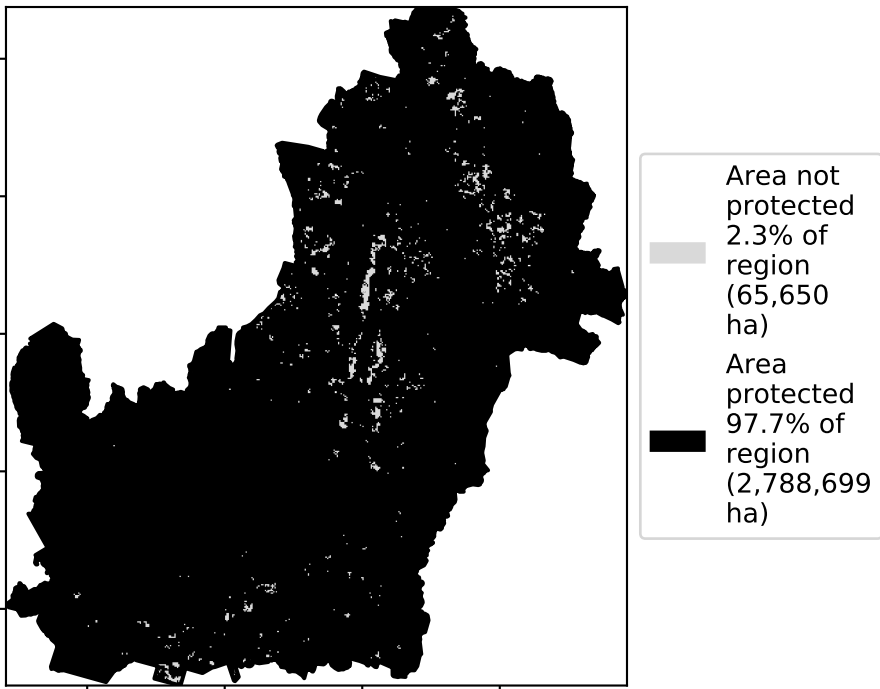 Area not
protected
2.3% of
region
(65,650
ha)
Area
protected
97.7% of
region
(2,788,699
ha)